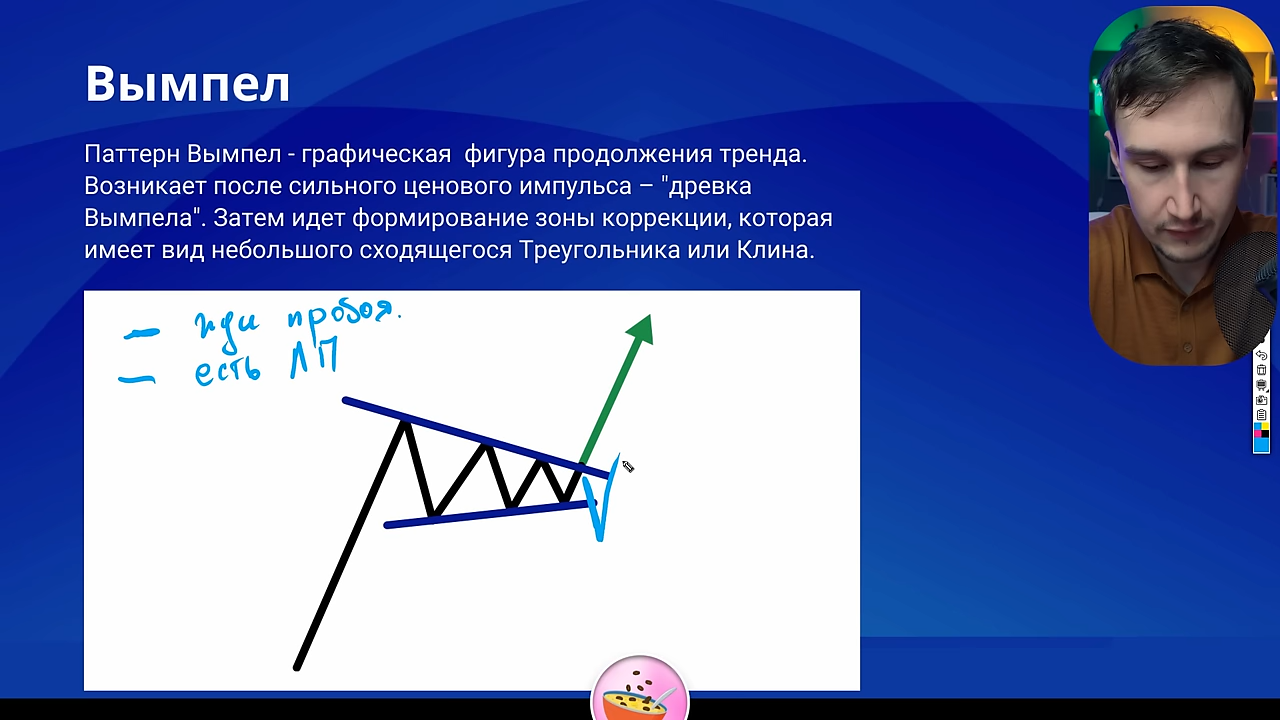 Вымпел
Паттерн Вымпел - графическая фигура продолжения тренда.
Возникает после сильного ценового импульса – "древка
Вымпела". Затем идет формирование зоны коррекции, которая
имеет вид небольшого сходящегося Треугольника или Клина.
– жди пробоя.
– есть ЛП